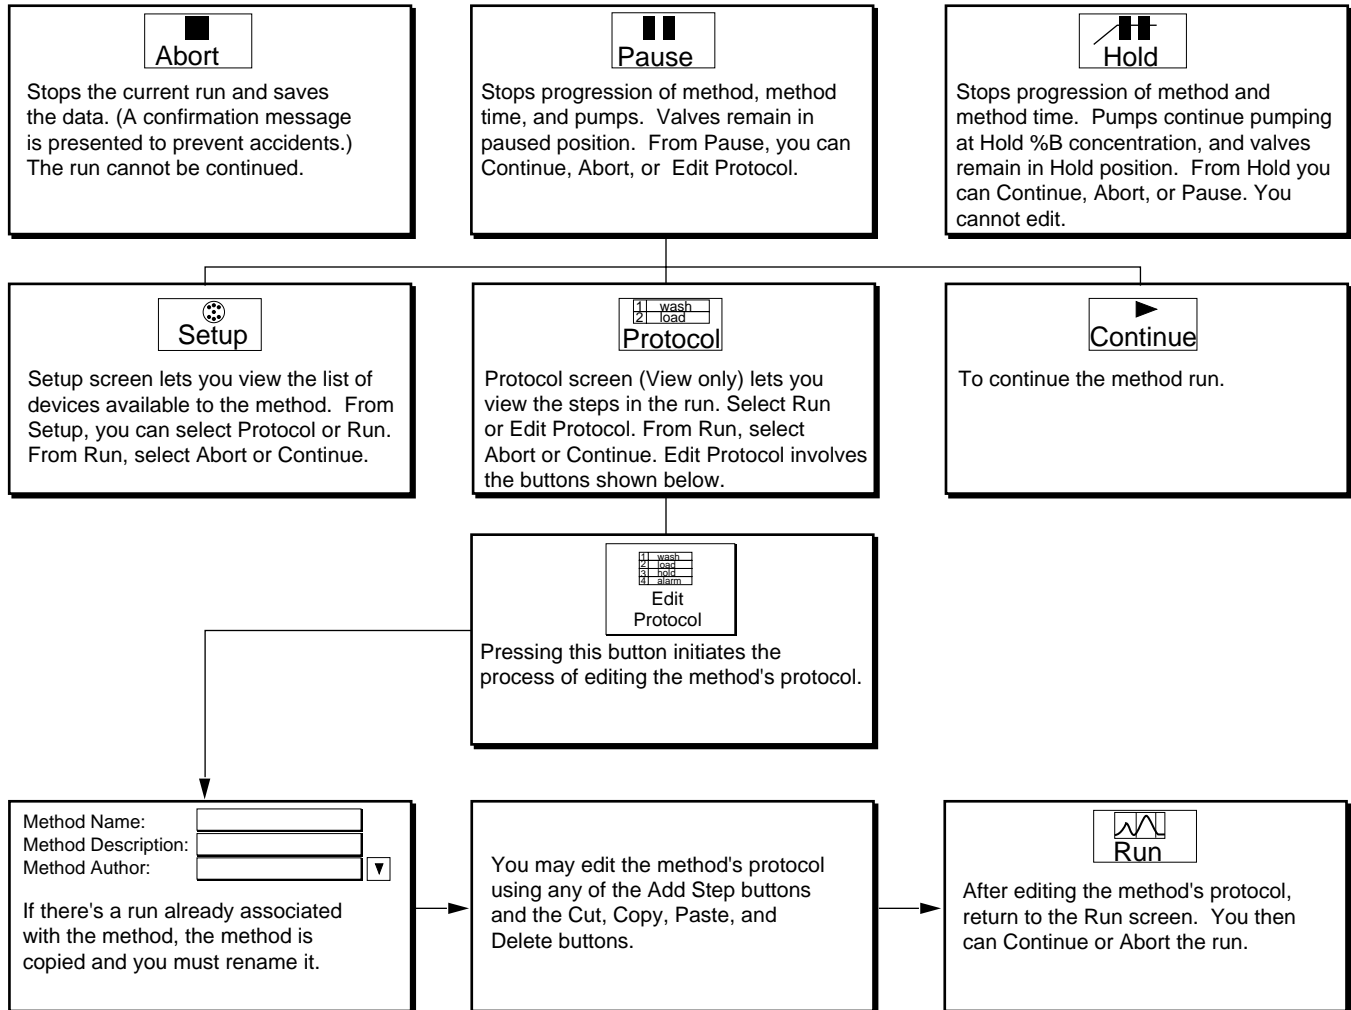 Abort
Stops the current run and saves
the data. (A confirmation message
is presented to prevent accidents.)
The run cannot be continued.
Pause
Stops progression of method, method
time, and pumps. Valves remain in
paused position. From Pause, you can
Continue, Abort, or Edit Protocol.
Hold
Stops progression of method and
method time. Pumps continue pumping
at Hold %B concentration, and valves
remain in Hold position. From Hold you
can Continue, Abort, or Pause. You
cannot edit.
Setup
Setup screen lets you view the list of
devices available to the method. From
Setup, you can select Protocol or Run.
From Run, select Abort or Continue.
1 wash
2 load
Protocol
Protocol screen (View only) lets you
view the steps in the run. Select Run
or Edit Protocol. From Run, select
Abort or Continue. Edit Protocol involves
the buttons shown below.
Continue
To continue the method run.
1 wash
2 load
3 hold
4 alarm
Edit
Protocol
Pressing this button initiates the
process of editing the method's protocol.
Method Name:
Method Description:
Method Author:
If there's a run already associated
with the method, the method is
copied and you must rename it.
You may edit the method's protocol
using any of the Add Step buttons
and the Cut, Copy, Paste, and
Delete buttons.
Run
After editing the method's protocol,
return to the Run screen. You then
can Continue or Abort the run.